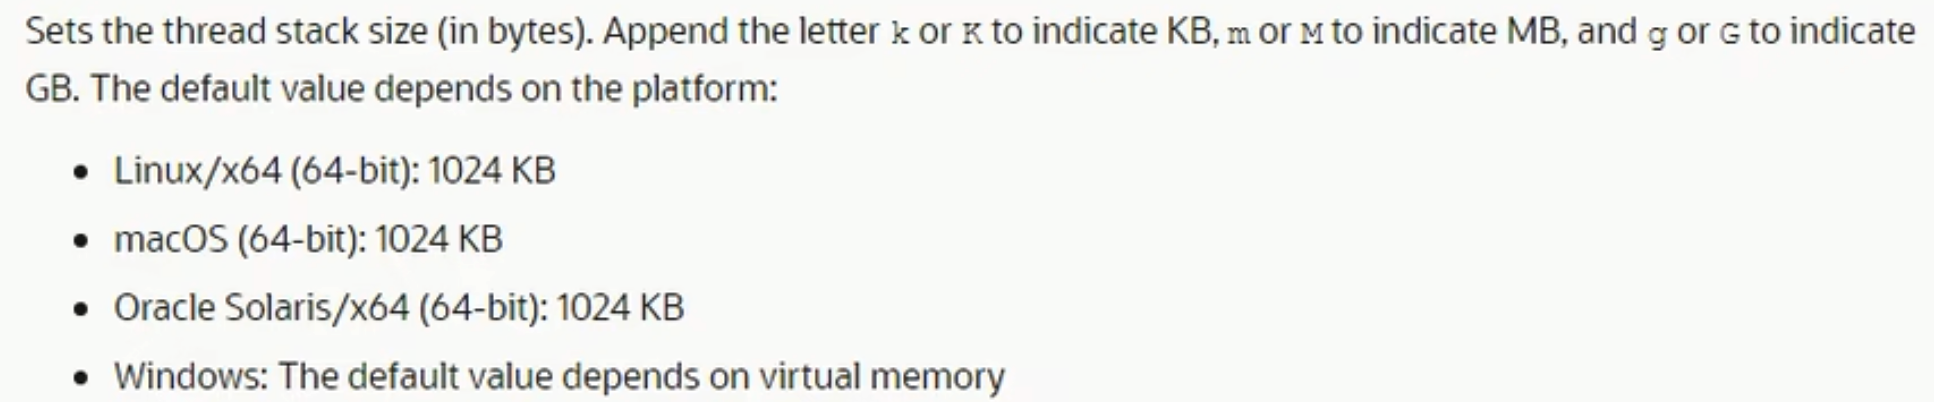 Sets the thread stack size (in bytes). Append the letter k or K to indicate KB, m or M to indicate MB, and g or G to indicate
GB. The default value depends on the platform:
• Linux/x64 (64-bit): 1024 KB
• macOS (64-bit): 1024 KB
• Oracle Solaris/x64 (64-bit): 1024 KB
• Windows: The default value depends on virtual memory